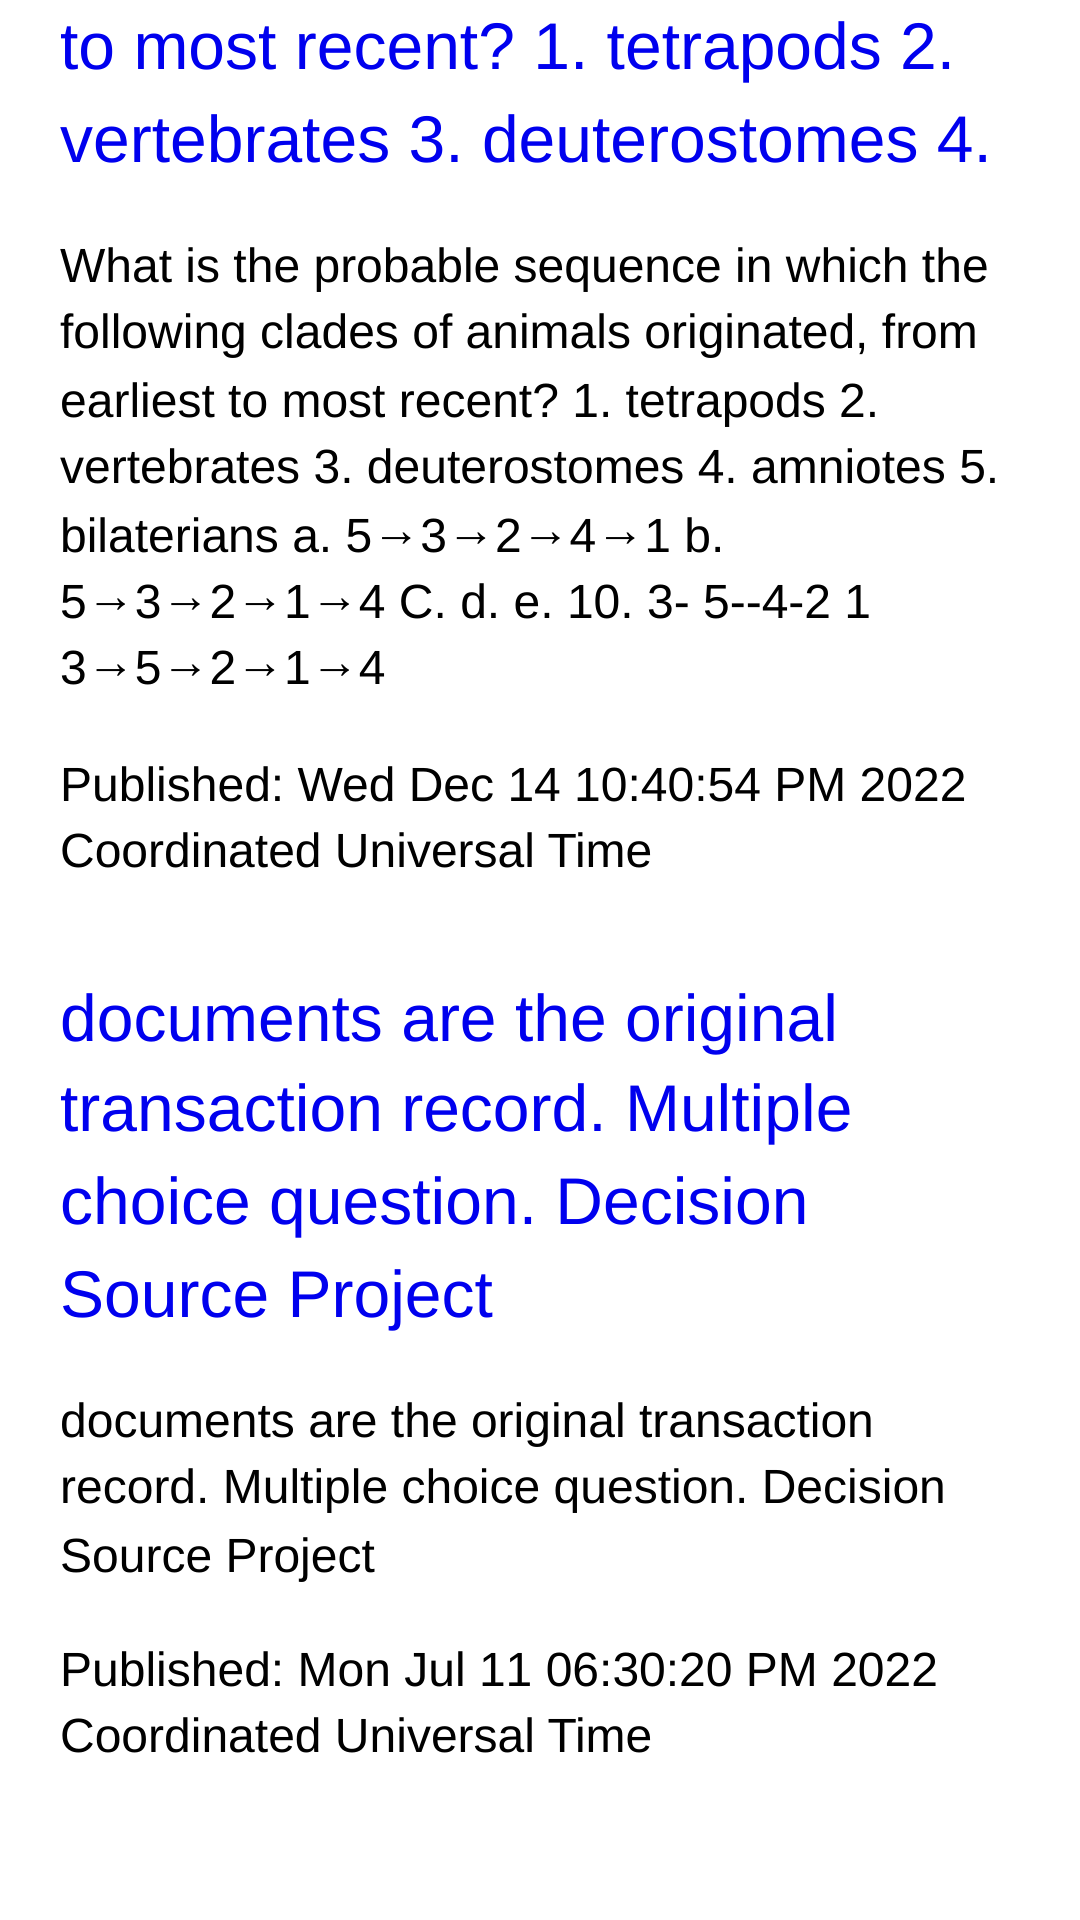 to most recent? 1. tetrapods 2.
vertebrates 3. deuterostomes 4.
What is the probable sequence in which the
following clades of animals originated, from
earliest to most recent? 1. tetrapods 2.
vertebrates 3. deuterostomes 4. amniotes 5.
bilaterians a. 5→3→2→4→1 b.
5→3→2→1→4 C. d. e. 10. 3- 5--4-2 1
3→5→2→1→4
Published: Wed Dec 14 10:40:54 PM 2022
Coordinated Universal Time
documents are the original
transaction record. Multiple
choice question. Decision
Source Project
documents are the original transaction
record. Multiple choice question. Decision
Source Project
Published: Mon Jul 11 06:30:20 PM 2022
Coordinated Universal Time